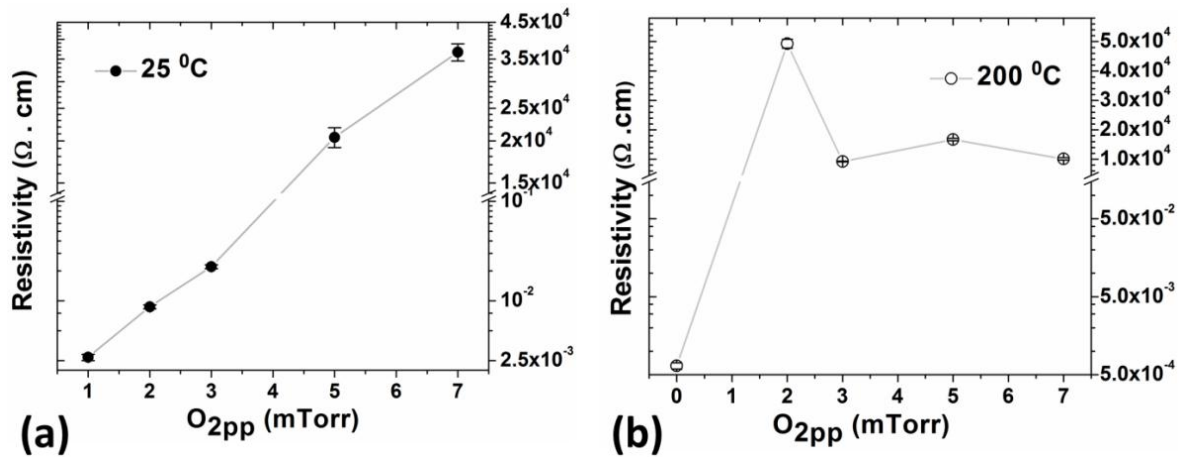 25 ⁰C
Resistivity (Ω . cm)
4.5x10⁴
3.5x10⁴
2.5x10⁴
2x10⁴
1.5x10⁴
10⁻¹
10⁻²
2.5x10⁻³
1 2 3 4 5 6 7
O₂pp (mTorr)
(a)
200 ⁰C
Resistivity (Ω .cm)
5.0x10⁴
4.0x10⁴
3.0x10⁴
2.0x10⁴
1.0x10⁴
5.0x10⁻²
5.0x10⁻³
5.0x10⁻⁴
0 1 2 3 4 5 6 7
O₂pp (mTorr)
(b)